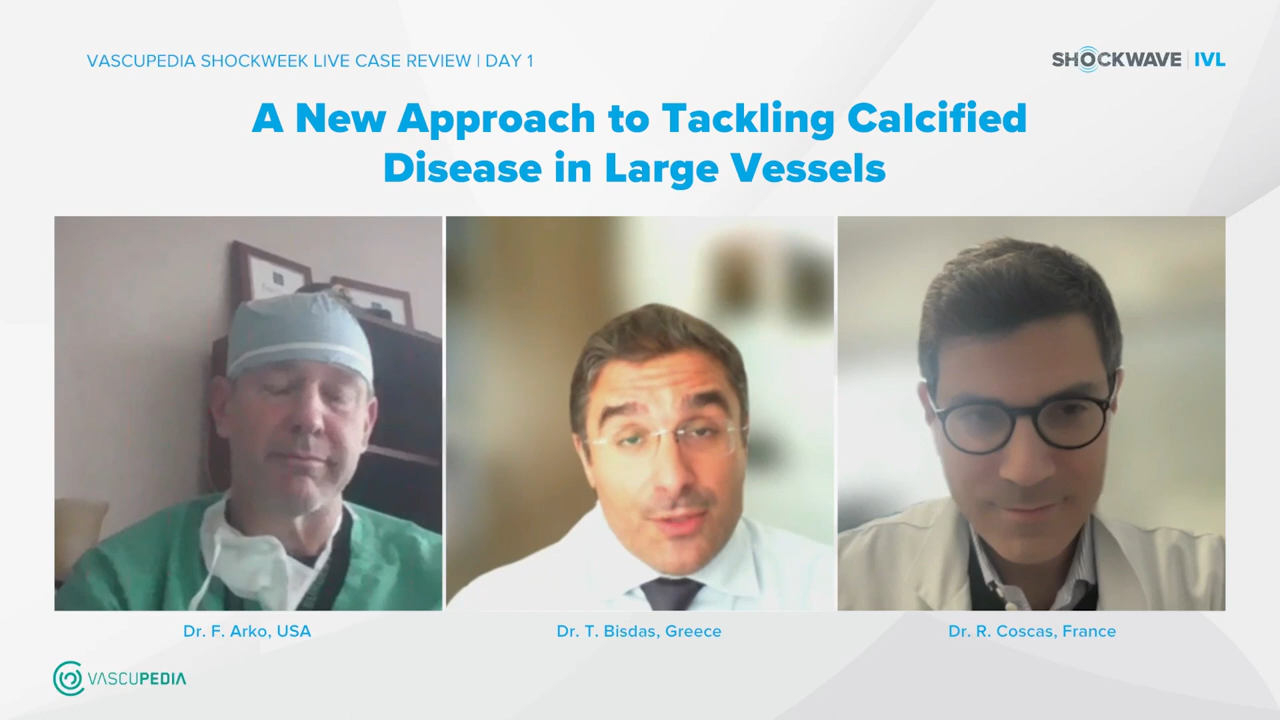 VASCUPEDIA SHOCKWEEK LIVE CASE REVIEW | DAY 1
SHOCKWAVE | IVL
A New Approach to Tackling Calcified
Disease in Large Vessels
Dr. F. Arko, USA
Dr. T. Bisdas, Greece
Dr. R. Coscas, France
VASCUPEDIA